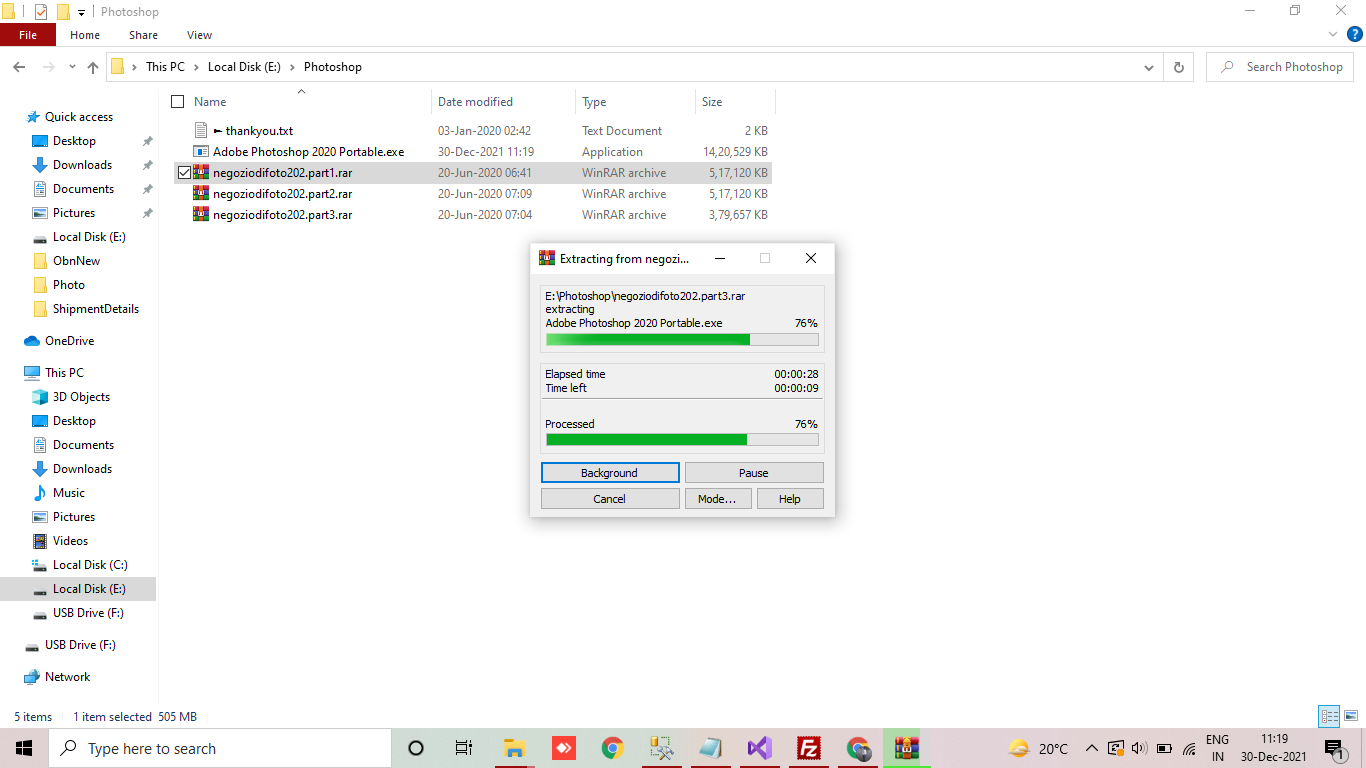 Photoshop
File Home Share View
This PC Local Disk (E:) Photoshop Search Photoshop
Name Date modified Type Size
thankyou.txt 03-Jan-2020 02:42 Text Document 2 KB
Adobe Photoshop 2020 Portable.exe 30-Dec-2021 11:19 Application 14,20,529 KB
negoziodifoto202.part1.rar 20-Jun-2020 06:41 WinRAR archive 5,17,120 KB
negoziodifoto202.part2.rar 20-Jun-2020 07:09 WinRAR archive 5,17,120 KB
negoziodifoto202.part3.rar 20-Jun-2020 07:04 WinRAR archive 3,79,657 KB
Quick access
Desktop
Downloads
Documents
Pictures
Local Disk (E:)
ObnNew
Photo
ShipmentDetails
OneDrive
This PC
3D Objects
Desktop
Documents
Downloads
Music
Pictures
Videos
Local Disk (C:)
Local Disk (E:)
USB Drive (F:)
USB Drive (F:)
Network
Extracting from negozi...
E:\Photoshop\negoziodifoto202.part3.rar
extracting
Adobe Photoshop 2020 Portable.exe 76%
Elapsed time 00:00:28
Time left 00:00:09
Processed 76%
Background Pause
Cancel Mode... Help
5 items 1 item selected 505 MB
Type here to search
20°C
ENG
IN
11:19
30-Dec-2021
1